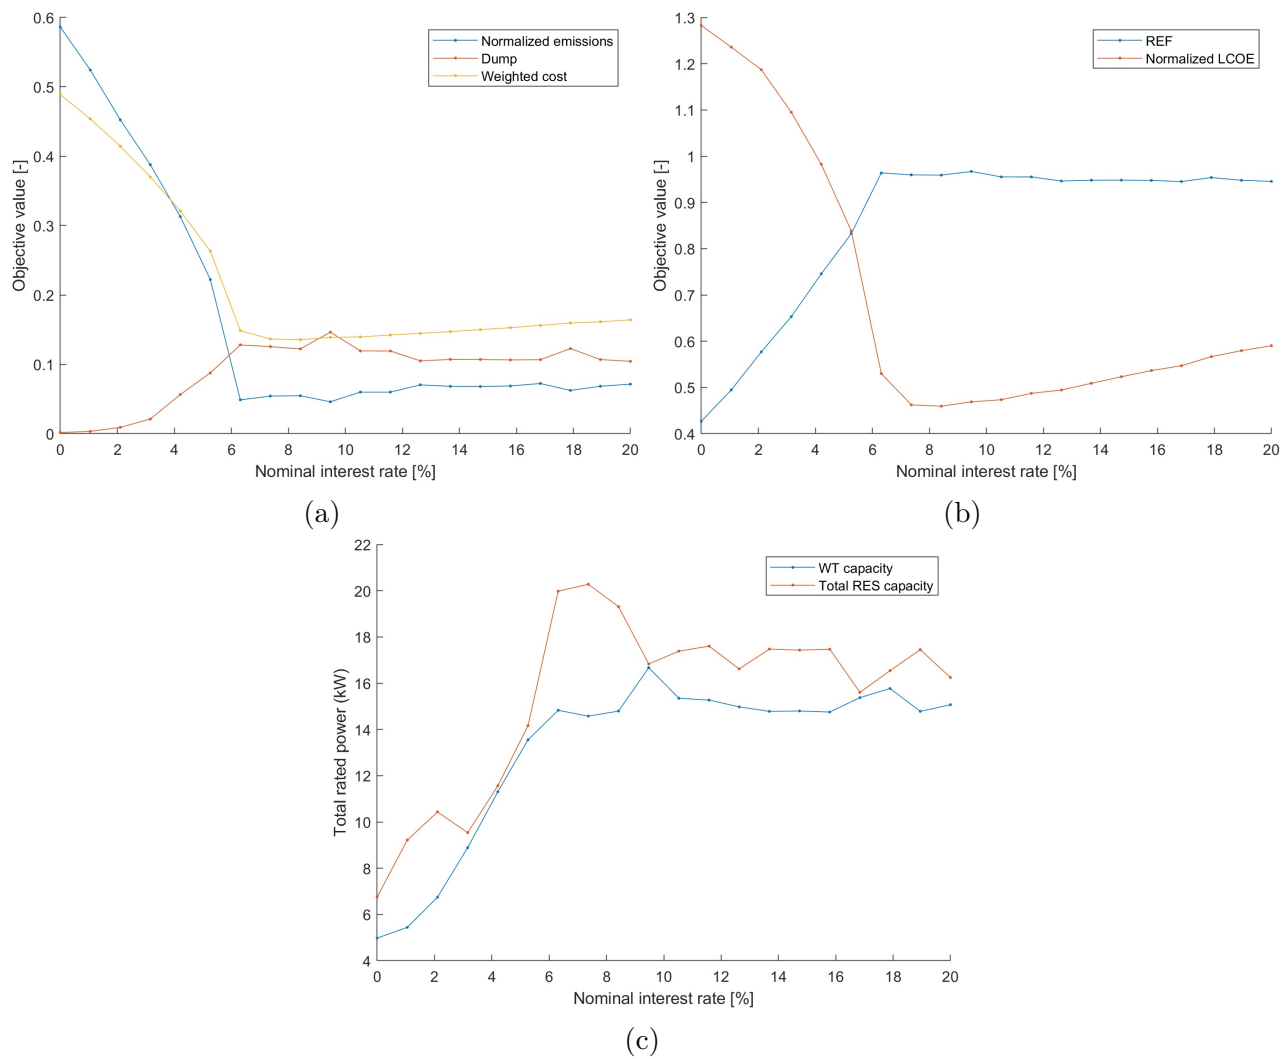 0.6
0.5
0.4
0.3
0.2
0.1
0
Objective value [-]
0 2 4 6 8 10 12 14 16 18 20
Nominal interest rate [%]
Normalized emissions
Dump
Weighted cost
(a)
1.3
1.2
1.1
1
0.9
0.8
0.7
0.6
0.5
0.4
Objective value [-]
0 2 4 6 8 10 12 14 16 18 20
Nominal interest rate [%]
REF
Normalized LCOE
(b)
22
20
18
16
14
12
10
8
6
4
Total rated power (kW)
0 2 4 6 8 10 12 14 16 18 20
Nominal interest rate [%]
WT capacity
Total RES capacity
(c)